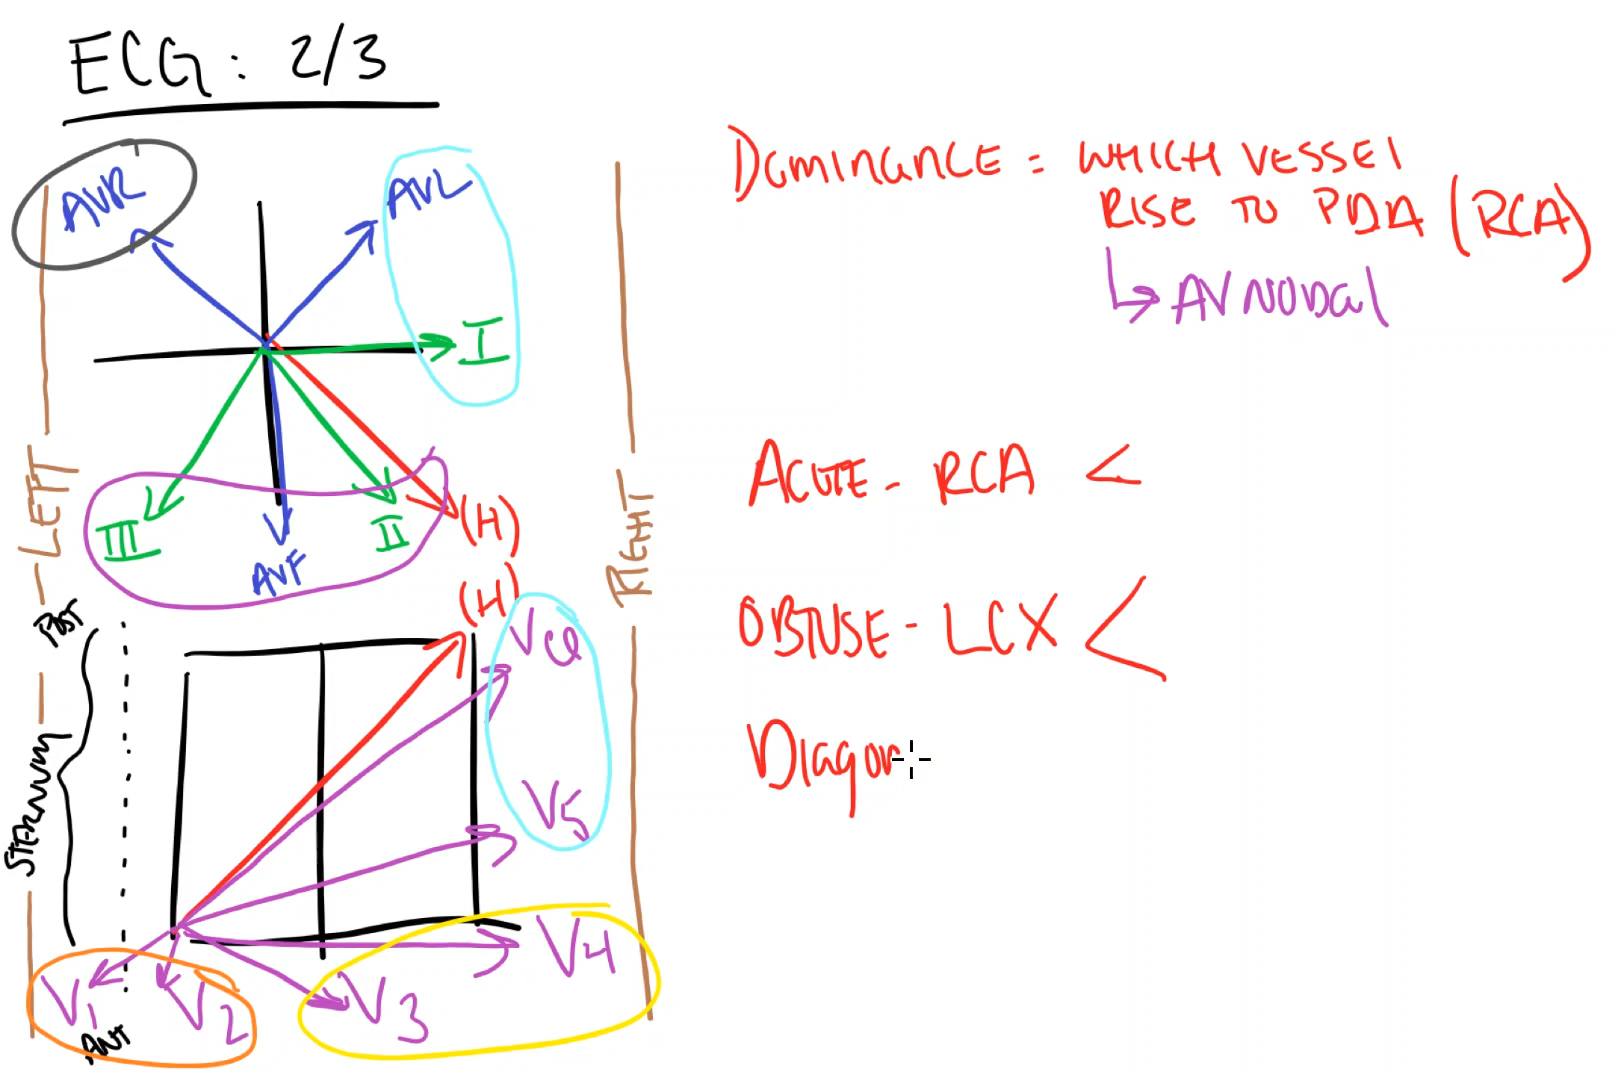 ECG: 2/3
AVR
AVL
I
III
AVF
II
(H)
LEFT
RIGHT
(H)
POST
V6
STERNUM
V5
V4
V1
V2
V3
ANT
DOMINANCE = WHICH VESSEL
RISE TO PDA (RCA)
↳ AV NODAL
ACUTE - RCA <
OBTUSE - LCX <
DIAGON